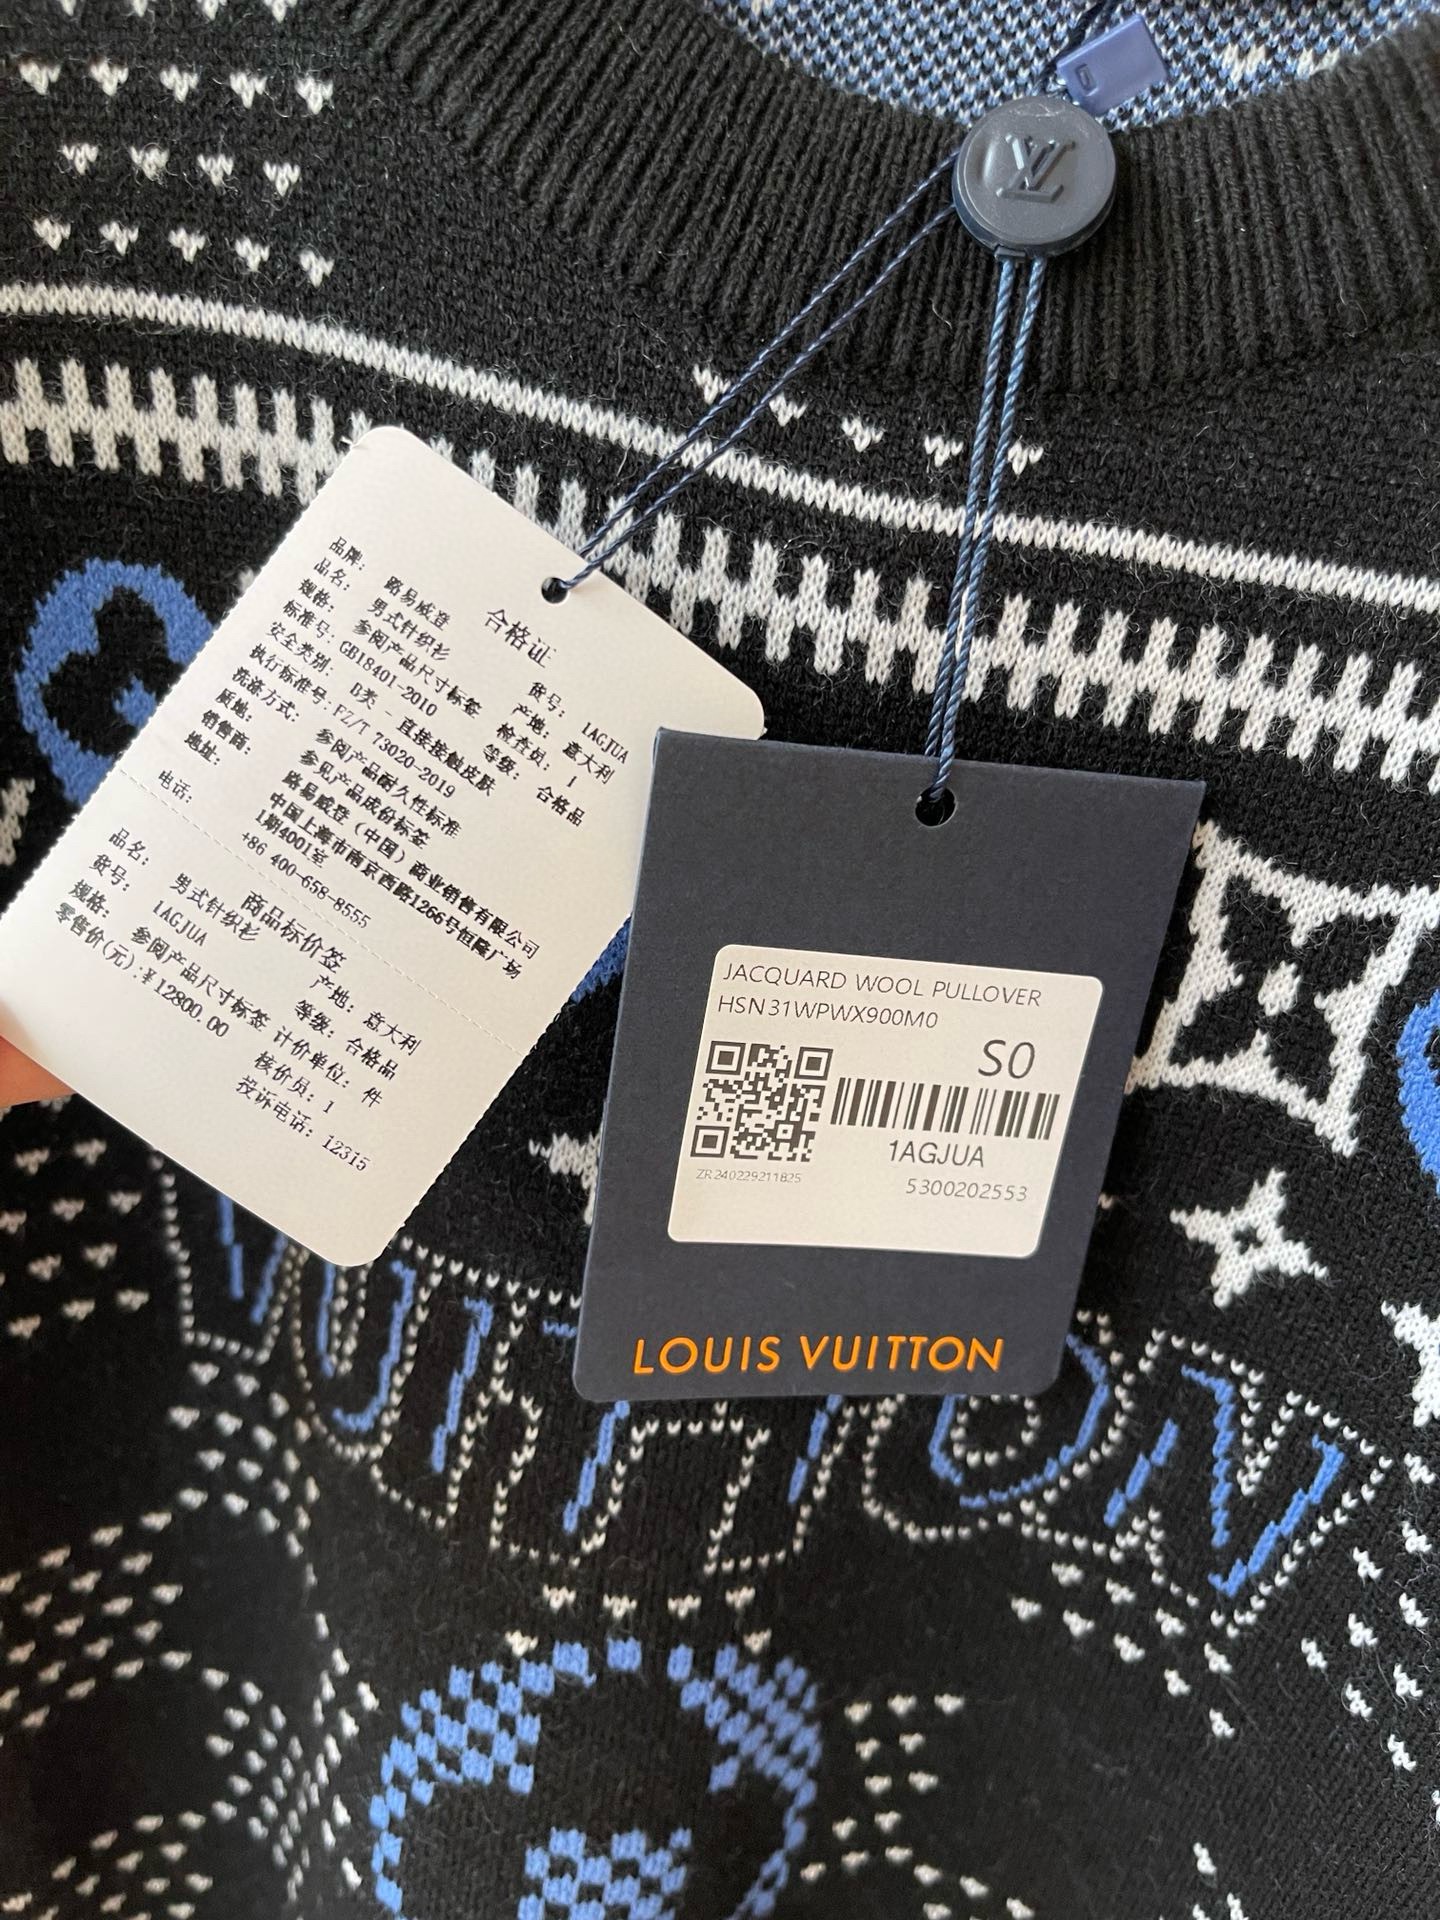 合格证
品牌: 路易威登
品名: 男式针织衫 货号: 1AGJUA
规格: 参阅产品尺寸标签 产地: 意大利
标准号: GB18401-2010 检查员: 1
安全类别: B类 - 直接接触皮肤 等级: 合格品
执行标准号: FZ/T 73020-2019
洗涤方式: 参阅产品耐久性标准
质地: 参见产品成份标签
销售商: 路易威登(中国)商业销售有限公司
地址: 中国上海市南京西路1266号恒隆广场
1期4001室
电话: +86 400-658-8555
商品标价签
品名: 男式针织衫 产地: 意大利
货号: 1AGJUA 等级: 合格品
规格: 参阅产品尺寸标签 计价单位: 件
零售价(元):¥12800.00 核价员: 1
投诉电话: 12315
LV
JACQUARD WOOL PULLOVER
HSN31WPWX900M0
S0
1AGJUA
ZR240229211825
5300202553
LOUIS VUITTON
VUITTON